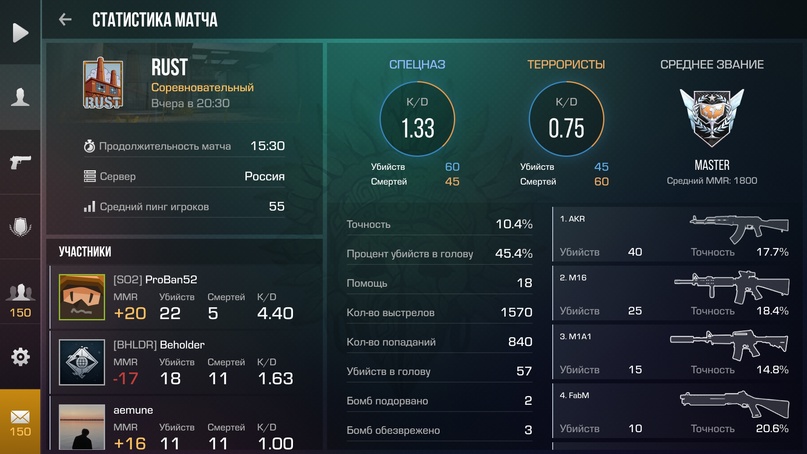 СТАТИСТИКА МАТЧА
RUST
RUST
Соревновательный
Вчера в 20:30
Продолжительность матча 15:30
Сервер Россия
Средний пинг игроков 55
УЧАСТНИКИ
[SO2] ProBan52
MMR Убийств Смертей K/D
+20 22 5 4.40
[BHLDR] Beholder
MMR Убийств Смертей K/D
-17 18 11 1.63
aemune
MMR Убийств Смертей K/D
+16 11 11 1.00
150
150
СПЕЦНАЗ
K/D
1.33
Убийств 60
Смертей 45
ТЕРРОРИСТЫ
K/D
0.75
Убийств 45
Смертей 60
СРЕДНЕЕ ЗВАНИЕ
MASTER
Средний MMR: 1800
Точность 10.4%
Процент убийств в голову 45.4%
Помощь 18
Кол-во выстрелов 1570
Кол-во попаданий 840
Убийств в голову 57
Бомб подорвано 2
Бомб обезврежено 3
1. AKR
Убийств 40 Точность 17.7%
2. M16
Убийств 25 Точность 18.4%
3. M1A1
Убийств 15 Точность 14.8%
4. FabM
Убийств 10 Точность 20.6%